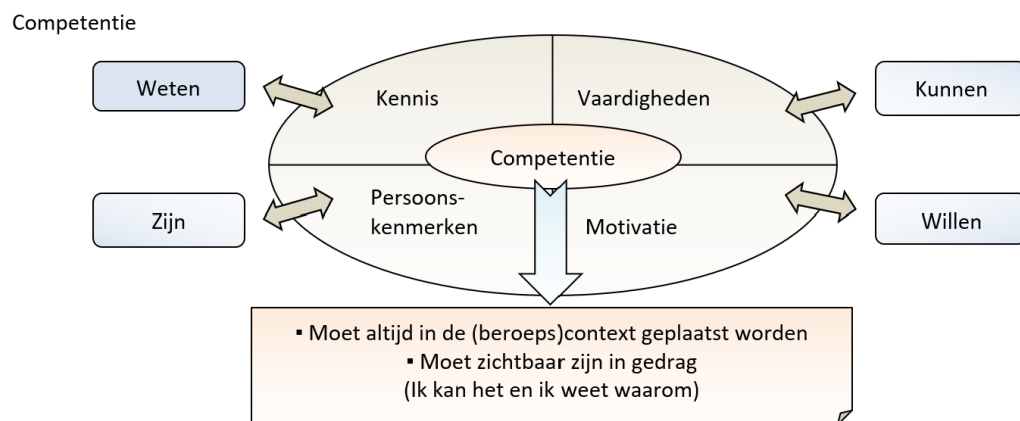 Competentie
Weten
Kennis
Vaardigheden
Kunnen
Competentie
Zijn
Persoons-
kenmerken
Motivatie
Willen
▪ Moet altijd in de (beroeps)context geplaatst worden
▪ Moet zichtbaar zijn in gedrag
(Ik kan het en ik weet waarom)